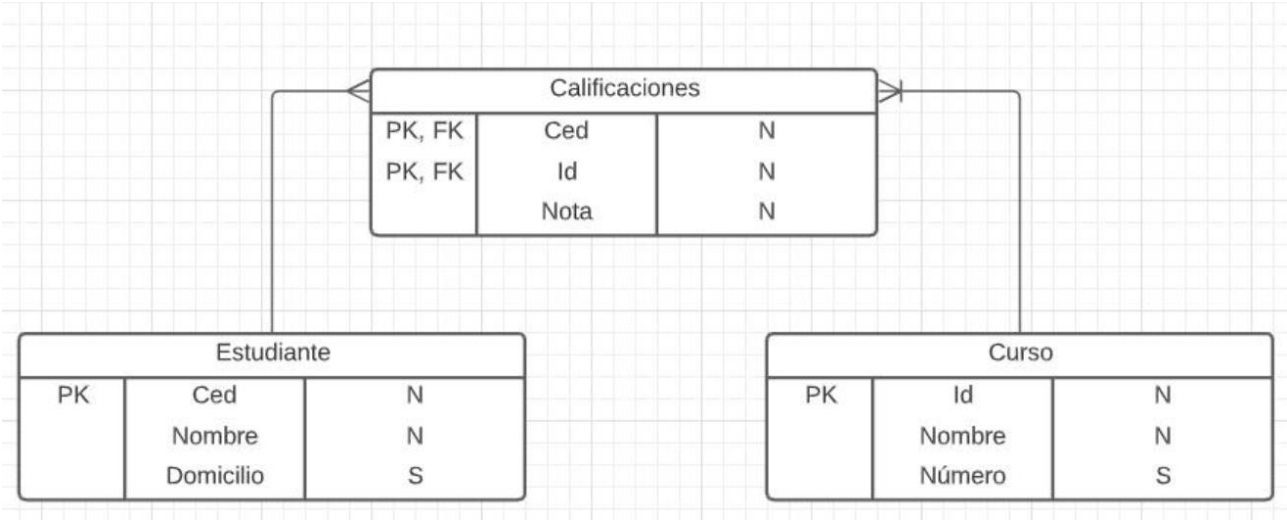 Calificaciones
PK, FK Ced N
PK, FK Id N
Nota N
Estudiante
PK Ced N
Nombre N
Domicilio S
Curso
PK Id N
Nombre N
Número S